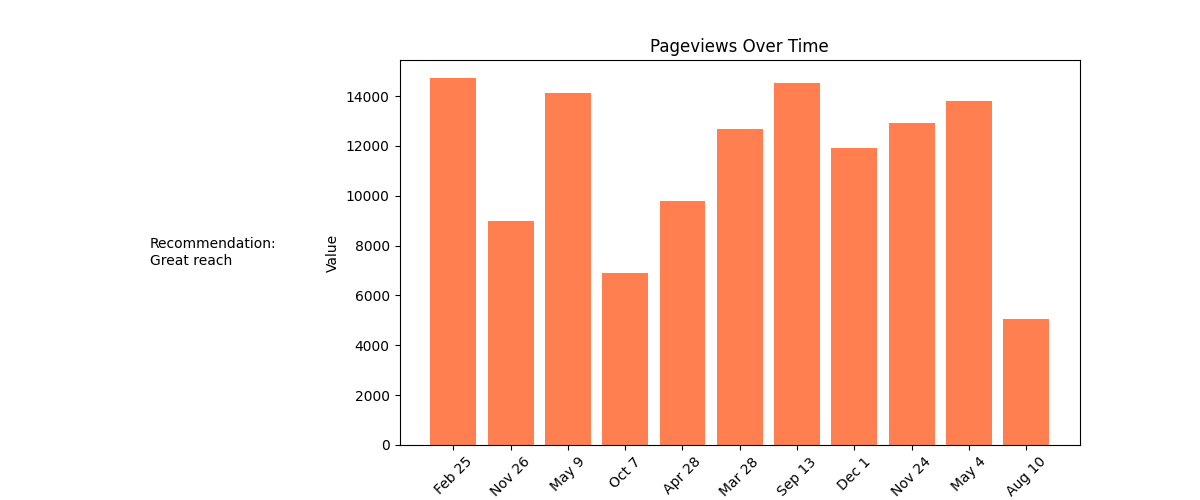 Pageviews Over Time
Recommendation:
Great reach
Value
14000
12000
10000
8000
6000
4000
2000
0
Feb 25
Nov 26
May 9
Oct 7
Apr 28
Mar 28
Sep 13
Dec 1
Nov 24
May 4
Aug 10